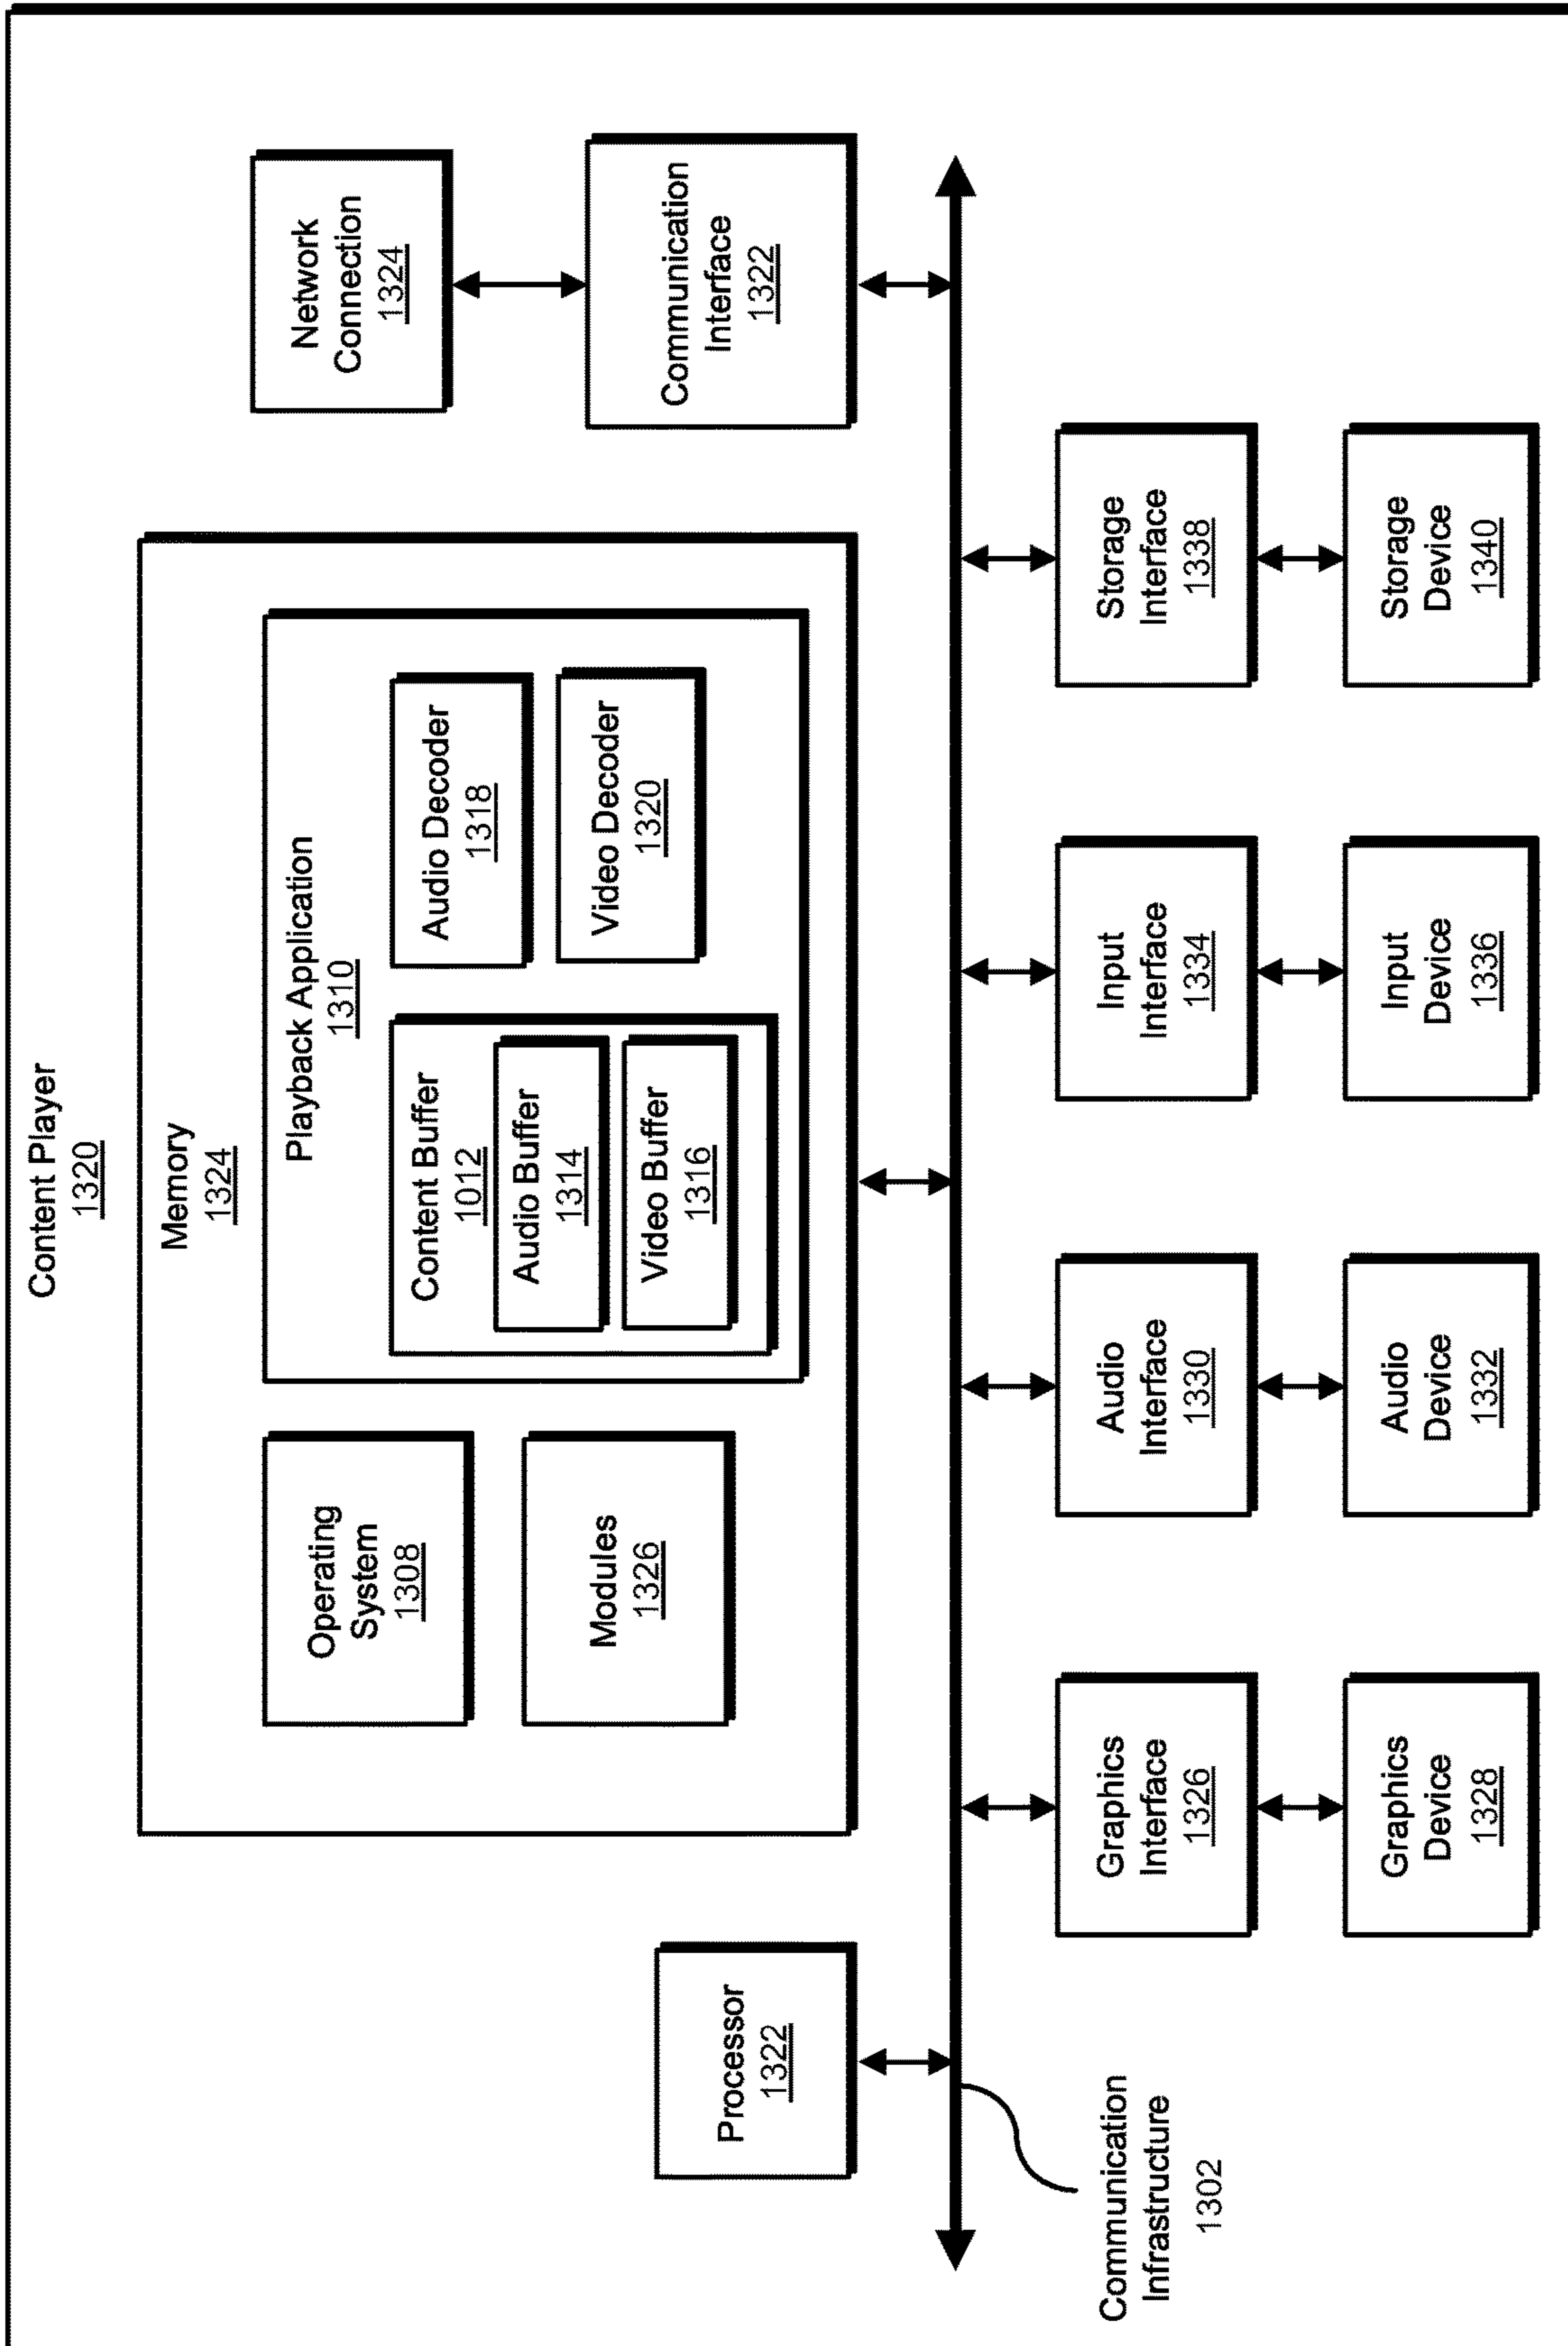 Content Player
1320
Memory
1324
Operating
System
1308
Modules
1326
Playback Application
1310
Content Buffer
1012
Audio Buffer
1314
Video Buffer
1316
Audio Decoder
1318
Video Decoder
1320
Network
Connection
1324
Communication
Interface
1322
Processor
1322
Communication
Infrastructure
1302
Graphics
Interface
1326
Graphics
Device
1328
Audio
Interface
1330
Audio
Device
1332
Input
Interface
1334
Input
Device
1336
Storage
Interface
1338
Storage
Device
1340